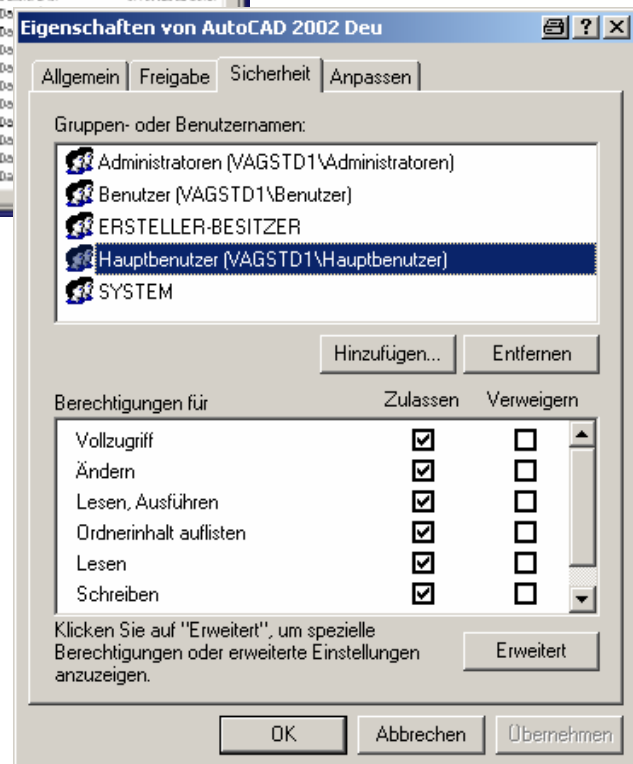 Eigenschaften von AutoCAD 2002 Deu
Allgemein Freigabe Sicherheit Anpassen
Gruppen- oder Benutzernamen:
Administratoren (VAGSTD1\Administratoren)
Benutzer (VAGSTD1\Benutzer)
ERSTELLER-BESITZER
Hauptbenutzer (VAGSTD1\Hauptbenutzer)
SYSTEM
Hinzufügen... Entfernen
Berechtigungen für Zulassen Verweigern
Vollzugriff
Ändern
Lesen, Ausführen
Ordnerinhalt auflisten
Lesen
Schreiben
Klicken Sie auf "Erweitert", um spezielle
Berechtigungen oder erweiterte Einstellungen
anzuzeigen.
Erweitert
OK Abbrechen Übernehmen